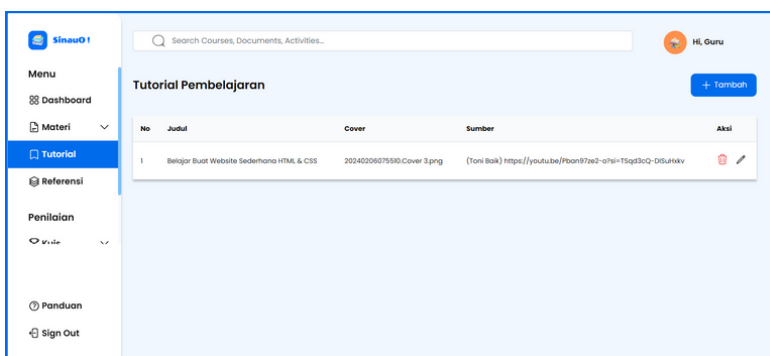 SinauO !
Search Courses, Documents, Activities...
Hi, Guru
Menu
Dashboard
Materi
Tutorial
Referensi
Penilaian
Kuis
Panduan
Sign Out
Tutorial Pembelajaran
+ Tambah
No Judul Cover Sumber Aksi
1 Belajar Buat Website Sederhana HTML & CSS 20240206075510.Cover 3.png (Toni Baik) https://youtu.be/Pban97ze2-o?si=TSqd3cQ-DISuHxkv